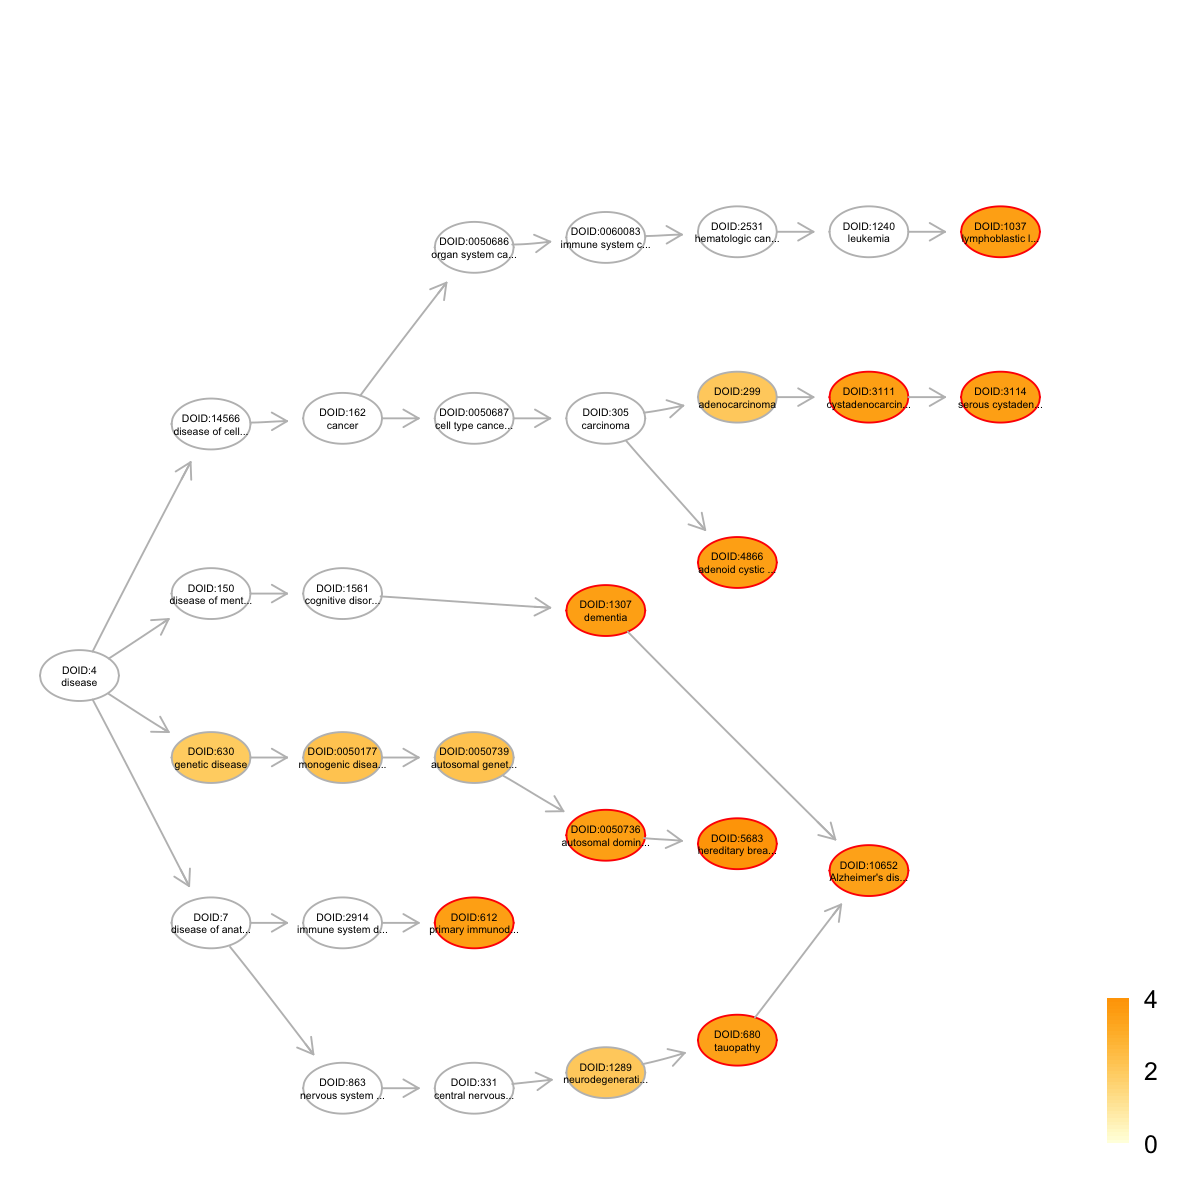 DOID:0050686
organ system ca...
DOID:0060083
immune system c...
DOID:2531
hematologic can...
DOID:1240
leukemia
DOID:1037
lymphoblastic l...
DOID:14566
disease of cell...
DOID:162
cancer
DOID:0050687
cell type cance...
DOID:305
carcinoma
DOID:299
adenocarcinoma
DOID:3111
cystadenocarcin...
DOID:3114
serous cystaden...
DOID:4866
adenoid cystic ...
DOID:150
disease of ment...
DOID:1561
cognitive disor...
DOID:1307
dementia
DOID:4
disease
DOID:630
genetic disease
DOID:0050177
monogenic disea...
DOID:0050739
autosomal genet...
DOID:0050736
autosomal domin...
DOID:5683
hereditary brea...
DOID:10652
Alzheimer's dis...
DOID:7
disease of anat...
DOID:2914
immune system d...
DOID:612
primary immunod...
DOID:863
nervous system ...
DOID:331
central nervous...
DOID:1289
neurodegenerati...
DOID:680
tauopathy
4
2
0